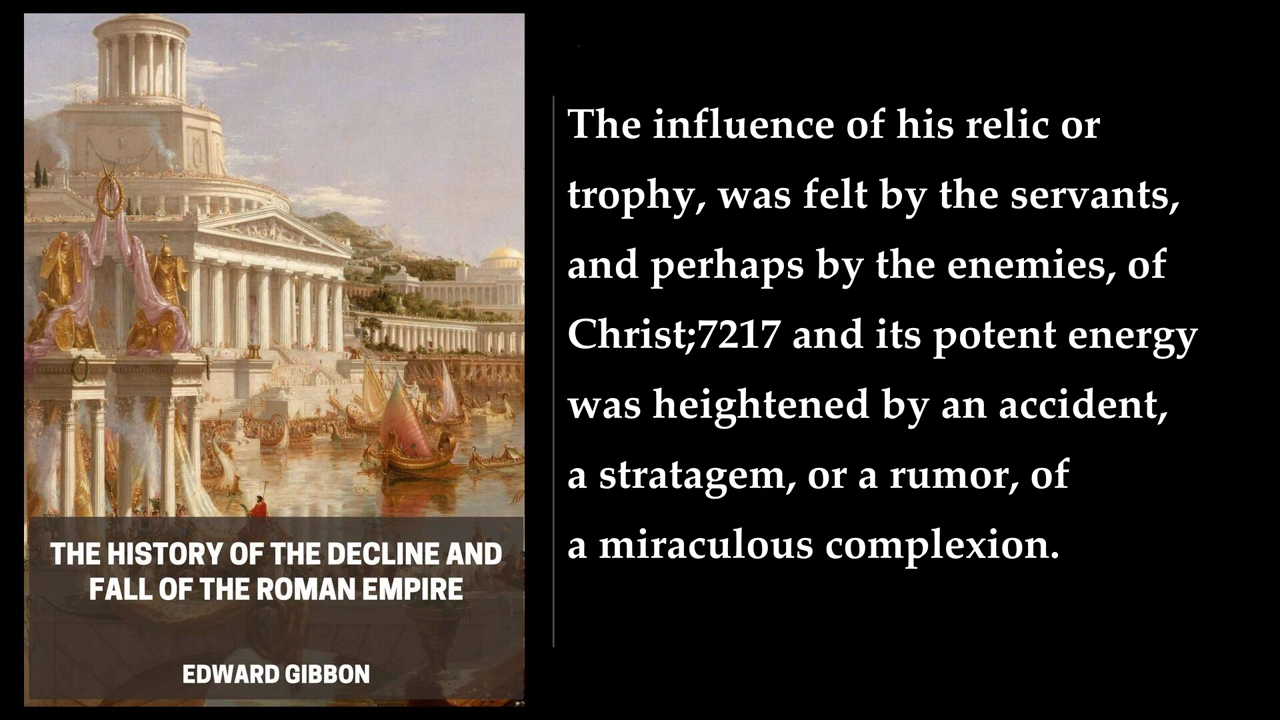 THE HISTORY OF THE DECLINE AND
FALL OF THE ROMAN EMPIRE
EDWARD GIBBON
The influence of his relic or
trophy, was felt by the servants,
and perhaps by the enemies, of
Christ;7217 and its potent energy
was heightened by an accident,
a stratagem, or a rumor, of
a miraculous complexion.